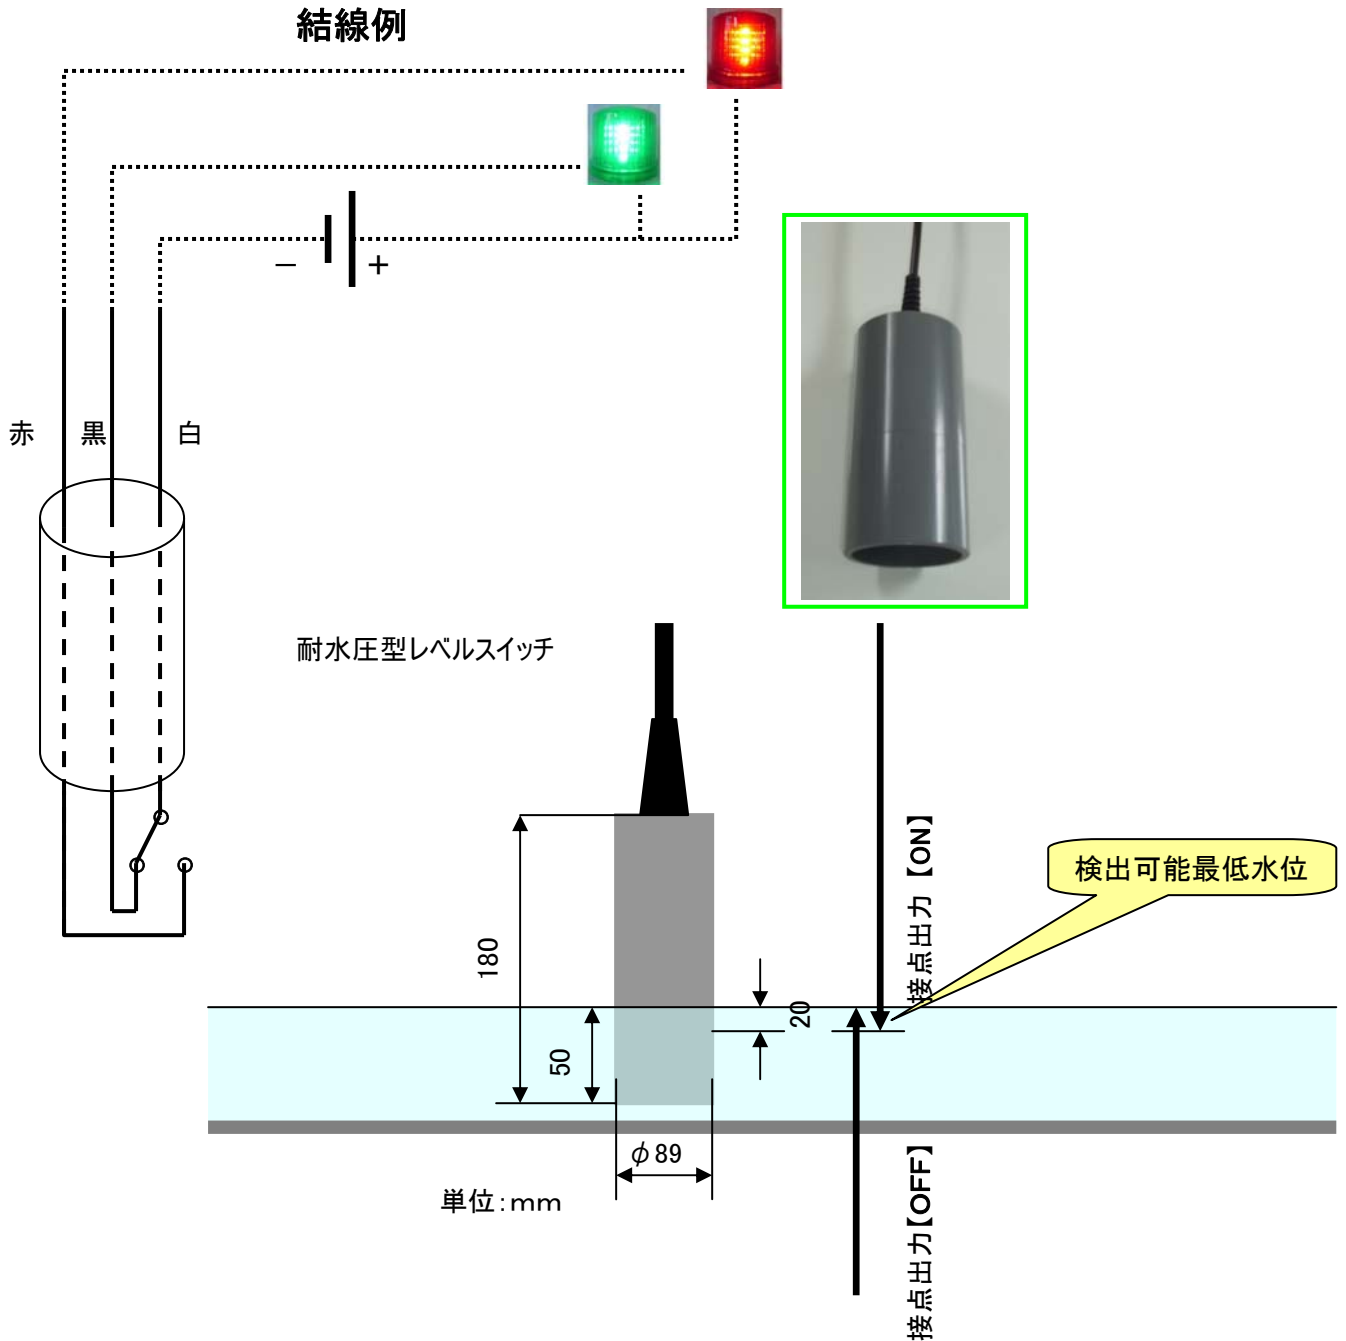 結線例
－
＋
赤
黒
白
耐水圧型レベルスイッチ
接点出力 【ON】
検出可能最低水位
180
20
50
φ89
単位:mm
接点出力【OFF】